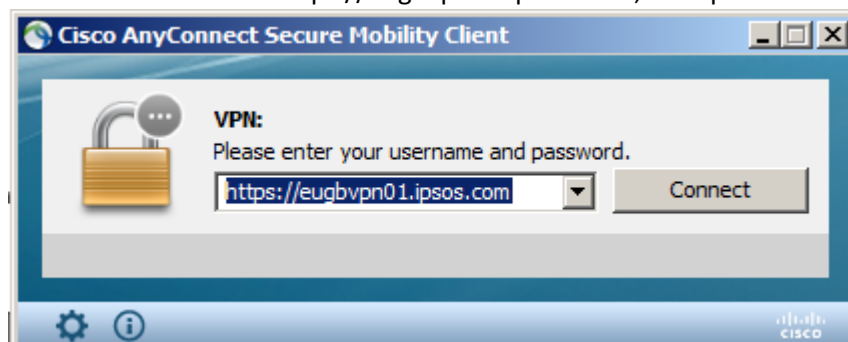 Cisco AnyConnect Secure Mobility Client
VPN:
Please enter your username and password.
https://eugbvpn01.ipsos.com
Connect
CISCO